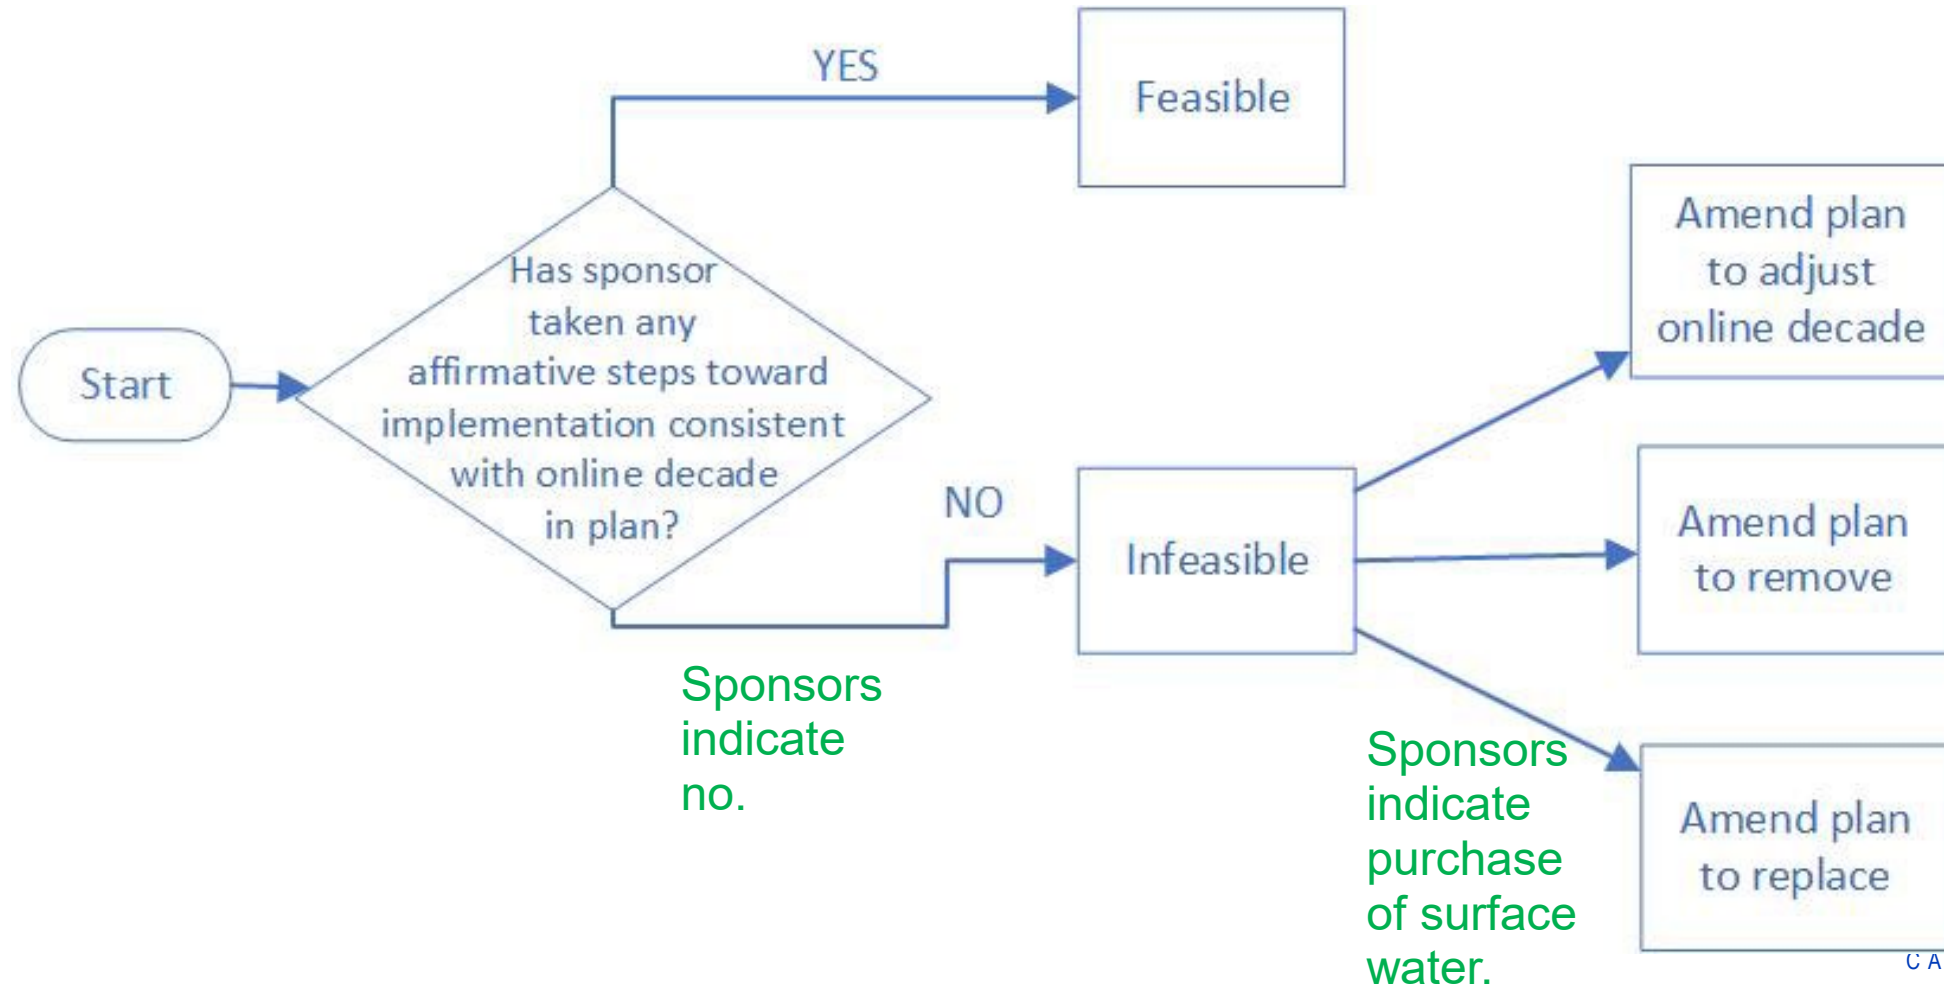 YES
Feasible
Start
Has sponsor
taken any
affirmative steps toward
implementation consistent
with online decade
in plan?
NO
Infeasible
Amend plan
to adjust
online decade
Amend plan
to remove
Amend plan
to replace
Sponsors
indicate
no.
Sponsors
indicate
purchase
of surface
water.
C A